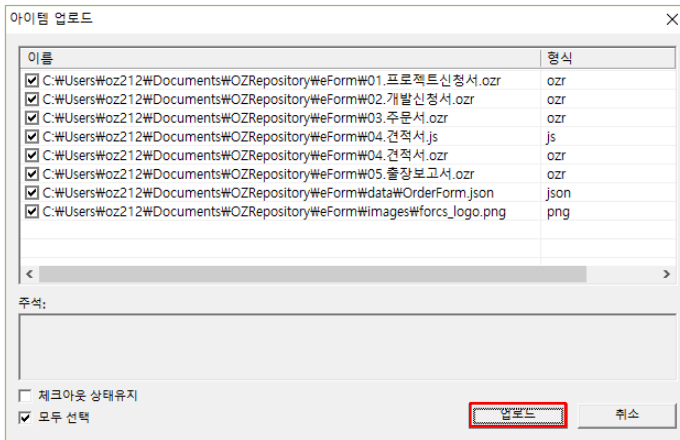 아이템 업로드
이름 형식
C:₩Users₩oz212₩Documents₩OZRepository₩eForm₩01.프로젝트신청서.ozr ozr
C:₩Users₩oz212₩Documents₩OZRepository₩eForm₩02.개발신청서.ozr ozr
C:₩Users₩oz212₩Documents₩OZRepository₩eForm₩03.주문서.ozr ozr
C:₩Users₩oz212₩Documents₩OZRepository₩eForm₩04.견적서.js js
C:₩Users₩oz212₩Documents₩OZRepository₩eForm₩04.견적서.ozr ozr
C:₩Users₩oz212₩Documents₩OZRepository₩eForm₩05.출장보고서.ozr ozr
C:₩Users₩oz212₩Documents₩OZRepository₩eForm₩data₩OrderForm.json json
C:₩Users₩oz212₩Documents₩OZRepository₩eForm₩images₩forcs_logo.png png
주석:
체크아웃 상태유지
모두 선택
업로드 취소